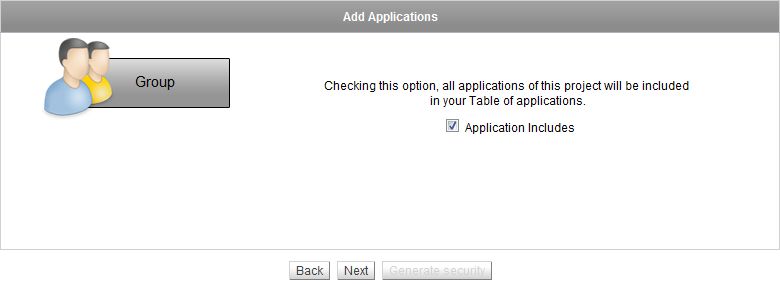 Add Applications
Group
Checking this option, all applications of this project will be included
in your Table of applications.
Application Includes
Back Next Generate security